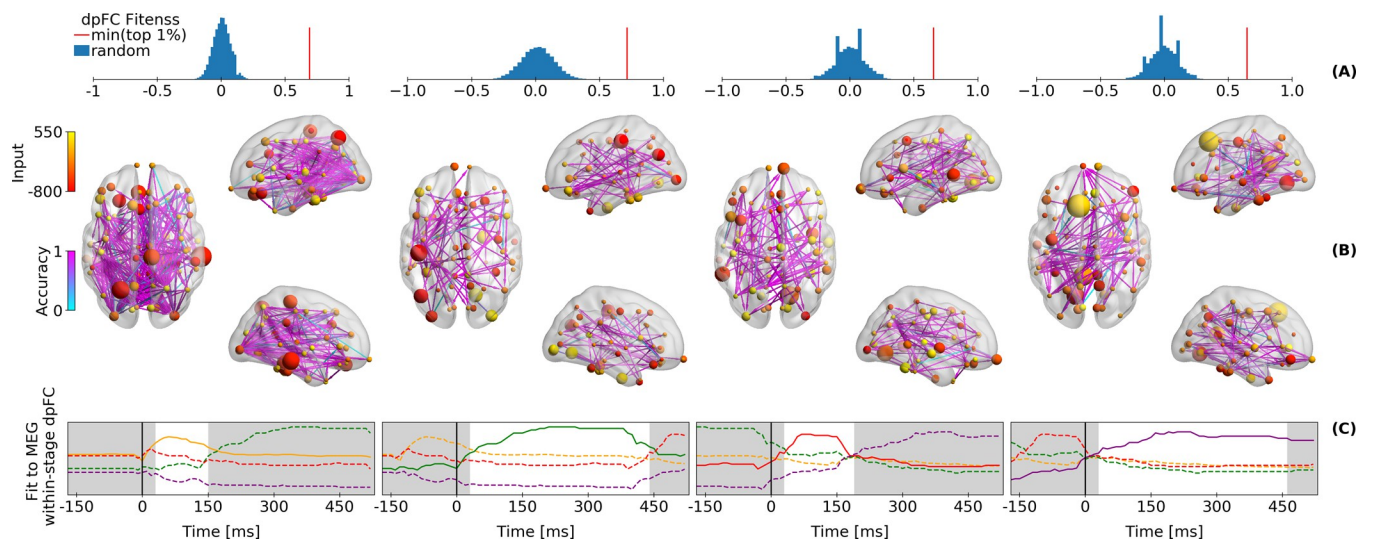 dpFC Fitenss
min(top 1%)
random
-1 -0.5 0 0.5 1
−1.0 −0.5 0.0 0.5 1.0
−1.0 −0.5 0.0 0.5 1.0
−1.0 −0.5 0.0 0.5 1.0
(A)
550
Input
-800
1
Accuracy
0
(B)
Fit to MEG
within-stage dpFC
(C)
-150 0 150 300 450
-150 0 150 300 450
-150 0 150 300 450
-150 0 150 300 450
Time [ms]
Time [ms]
Time [ms]
Time [ms]